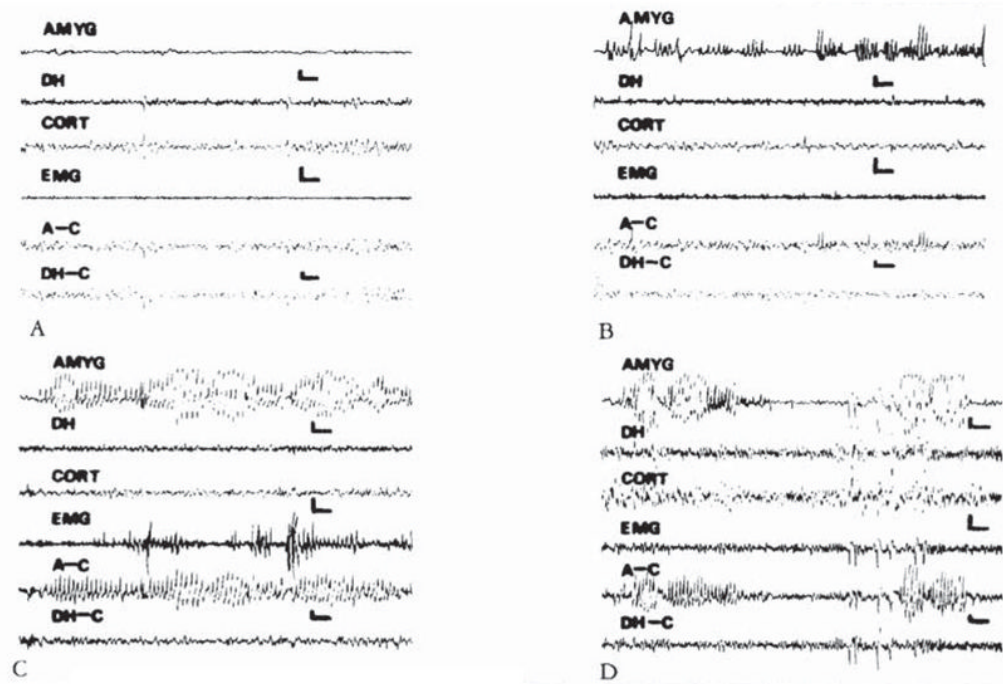 AMYG
DH
CORT
EMG
A-C
DH-C
A
AMYG
DH
CORT
EMG
A-C
DH-C
B
AMYG
DH
CORT
EMG
A-C
DH-C
C
AMYG
DH
CORT
EMG
A-C
DH-C
D